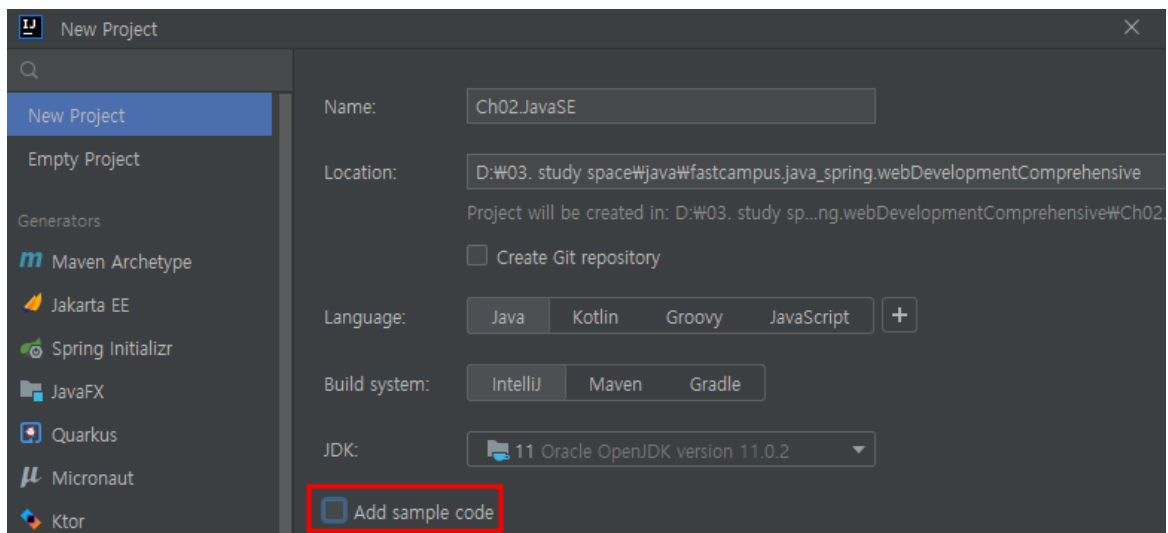 New Project
New Project
Empty Project
Generators
Maven Archetype
Jakarta EE
Spring Initializr
JavaFX
Quarkus
Micronaut
Ktor
Name: Ch02.JavaSE
Location: D:₩03. study space₩java₩fastcampus.java_spring.webDevelopmentComprehensive
Project will be created in: D:₩03. study sp...ng.webDevelopmentComprehensive₩Ch02.
Create Git repository
Language: Java Kotlin Groovy JavaScript +
Build system: IntelliJ Maven Gradle
JDK: 11 Oracle OpenJDK version 11.0.2
Add sample code